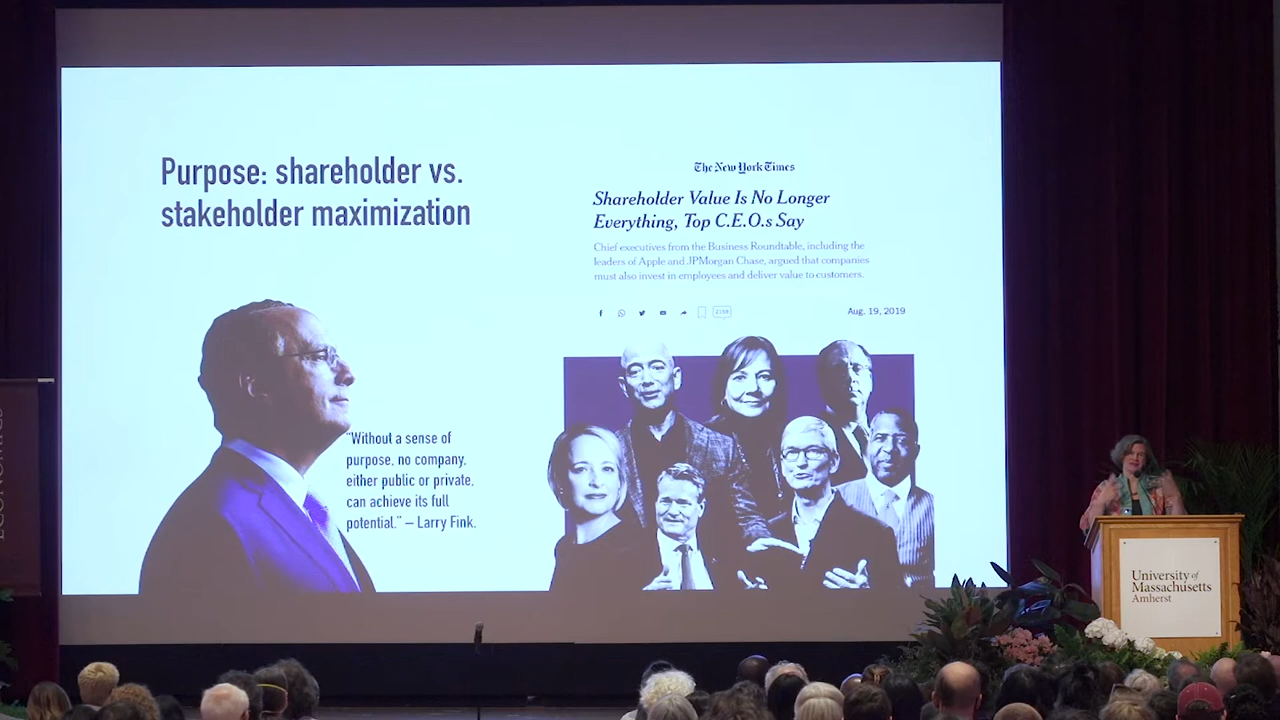 Purpose: shareholder vs.
stakeholder maximization
"Without a sense of
purpose, no company,
either public or private,
can achieve its full
potential." – Larry Fink.
The New York Times
Shareholder Value Is No Longer
Everything, Top C.E.O.s Say
Chief executives from the Business Roundtable, including the
leaders of Apple and JPMorgan Chase, argued that companies
must also invest in employees and deliver value to customers.
Aug. 19, 2019
University of
Massachusetts
Amherst